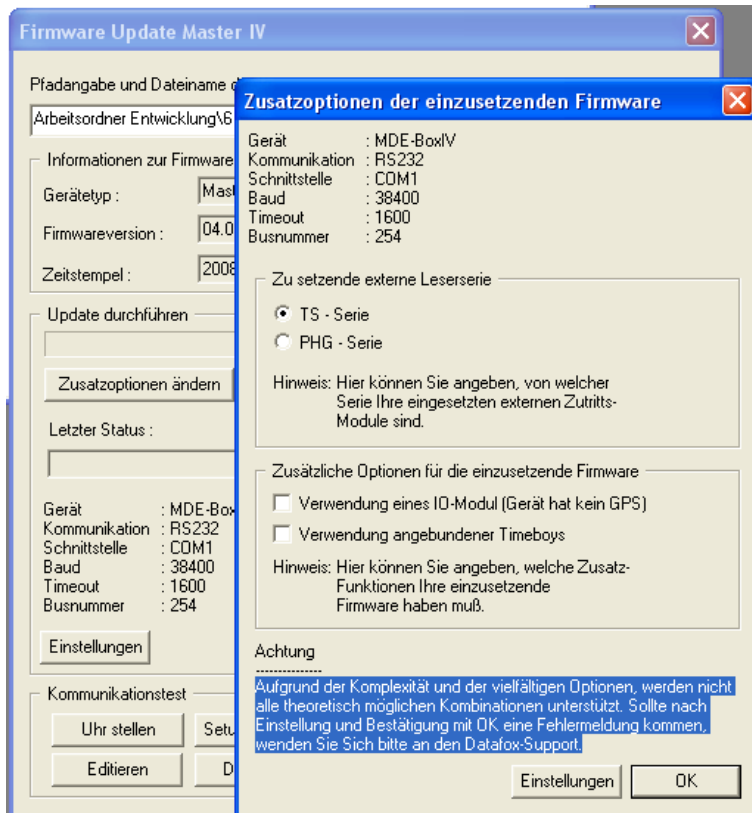 Firmware Update Master IV
Pfadangabe und Dateiname
Arbeitsordner Entwicklung\6
Informationen zur Firmware
Gerätetyp :
Firmwareversion : 04.0
Zeitstempel : 2008
Update durchführen
Zusatzoptionen ändern
Letzter Status :
Gerät : MDE-Box
Kommunikation : RS232
Schnittstelle : COM1
Baud : 38400
Timeout : 1600
Busnummer : 254
Einstellungen
Kommunikationstest
Uhr stellen
Editieren
Zusatzoptionen der einzusetzenden Firmware
Gerät : MDE-BoxIV
Kommunikation : RS232
Schnittstelle : COM1
Baud : 38400
Timeout : 1600
Busnummer : 254
Zu setzende externe Leserserie
TS - Serie
PHG - Serie
Hinweis: Hier können Sie angeben, von welcher
Serie Ihre eingesetzten externen Zutritts-
Module sind.
Zusätzliche Optionen für die einzusetzende Firmware
Verwendung eines IO-Modul (Gerät hat kein GPS)
Verwendung angebundener Timeboys
Hinweis: Hier können Sie angeben, welche Zusatz-
Funktionen Ihre einzusetzende
Firmware haben muß.
Achtung
---------------
Aufgrund der Komplexität und der vielfältigen Optionen, werden nicht
alle theoretisch möglichen Kombinationen unterstützt. Sollte nach
Einstellung und Bestätigung mit OK eine Fehlermeldung kommen,
wenden Sie Sich bitte an den Datafox-Support.
Einstellungen
OK